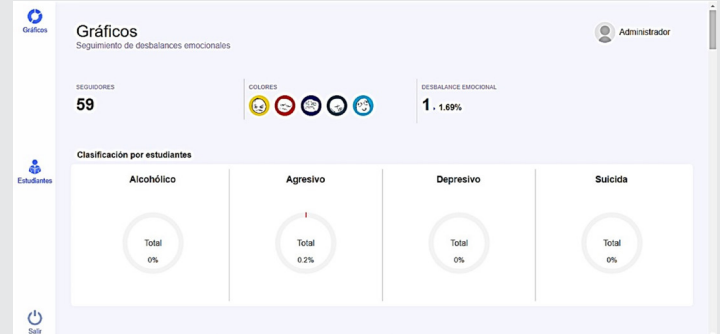 Gráficos
Gráficos
Seguimiento de desbalances emocionales
Administrador
SEGUIDORES
59
COLORES
DESBALANCE EMOCIONAL
1, 1.69%
Clasificación por estudiantes
Estudiantes
Alcohólico
Agresivo
Depresivo
Suicida
Total
0%
Total
0.2%
Total
0%
Total
0%
Salir